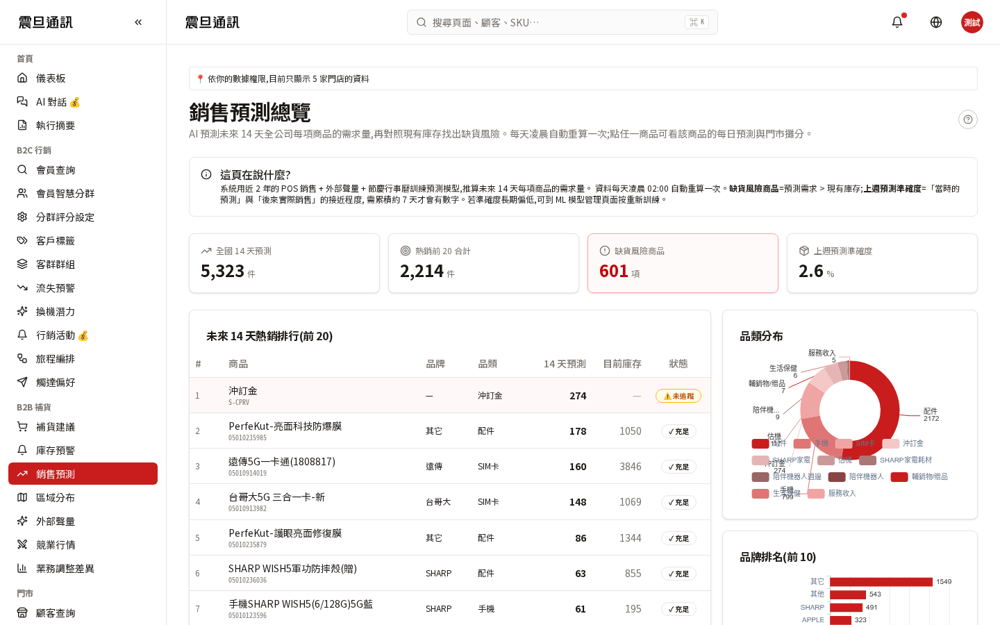 震旦通訊
震旦通訊
搜尋頁面、顧客、SKU…
⌘ K
測試
首頁
儀表板
AI 對話 💰
執行摘要
B2C 行銷
會員查詢
會員智慧分群
分群評分設定
客戶標籤
客群群組
流失預警
換機潛力
行銷活動 💰
旅程編排
觸達偏好
B2B 補貨
補貨建議
庫存預警
銷售預測
區域分布
外部聲量
競業行情
業務調整差異
門市
顧客查詢
📍 依你的數據權限,目前只顯示 5 家門店的資料
銷售預測總覽
AI 預測未來 14 天全公司每項商品的需求量,再對照現有庫存找出缺貨風險。每天凌晨自動重算一次;點任一商品可看該商品的每日預測與門市攤分。
這頁在說什麼?
系統用近 2 年的 POS 銷售 + 外部聲量 + 節慶行事曆訓練預測模型,推算未來 14 天每項商品的需求量。 資料每天凌晨 02:00 自動重算一次。缺貨風險商品=預測需求 > 現有庫存;上週預測準確度=「當時的
預測」與「後來實際銷售」的接近程度, 需累積約 7 天才會有數字。若準確度長期偏低,可到 ML 模型管理頁面按重新訓練。
全國 14 天預測
5,323 件
熱銷前 20 合計
2,214 件
缺貨風險商品
601 項
上週預測準確度
2.6 %
未來 14 天熱銷排行(前 20)
# 商品 品牌 品類 14 天預測 目前庫存 狀態
1 沖訂金 — 沖訂金 274 — ⚠️未追蹤
S-CPRV
2 PerfeKut-亮面科技防爆膜 其它 配件 178 1050 ✓充足
05010235985
3 遠傳5G一卡通(1808817) 遠傳 SIM卡 160 3846 ✓充足
05010914019
4 台哥大5G 三合一卡-新 台哥大 SIM卡 148 1069 ✓充足
05010913982
5 PerfeKut-護眼亮面修復膜 其它 配件 86 1344 ✓充足
05010235879
6 SHARP WISH5軍功防摔殼(贈) SHARP 配件 63 855 ✓充足
05010236036
7 手機SHARP WISH5(6/128G)5G藍 SHARP 手機 61 195 ✓充足
05010123596
品類分布
服務收入
5
生活保健
6
輔銷物/贈品
7
陪伴機...
9
估機
117
沖訂金
274
手機
799
配件
2172
配件 手機 SIM卡 沖訂金
SHARP家電 估機 SHARP家電耗材
陪伴機器人週邊 陪伴機器人 輔銷物/贈品
生活保健 服務收入
品牌排名(前 10)
其它 1549
其他 543
SHARP 491
APPLE 323